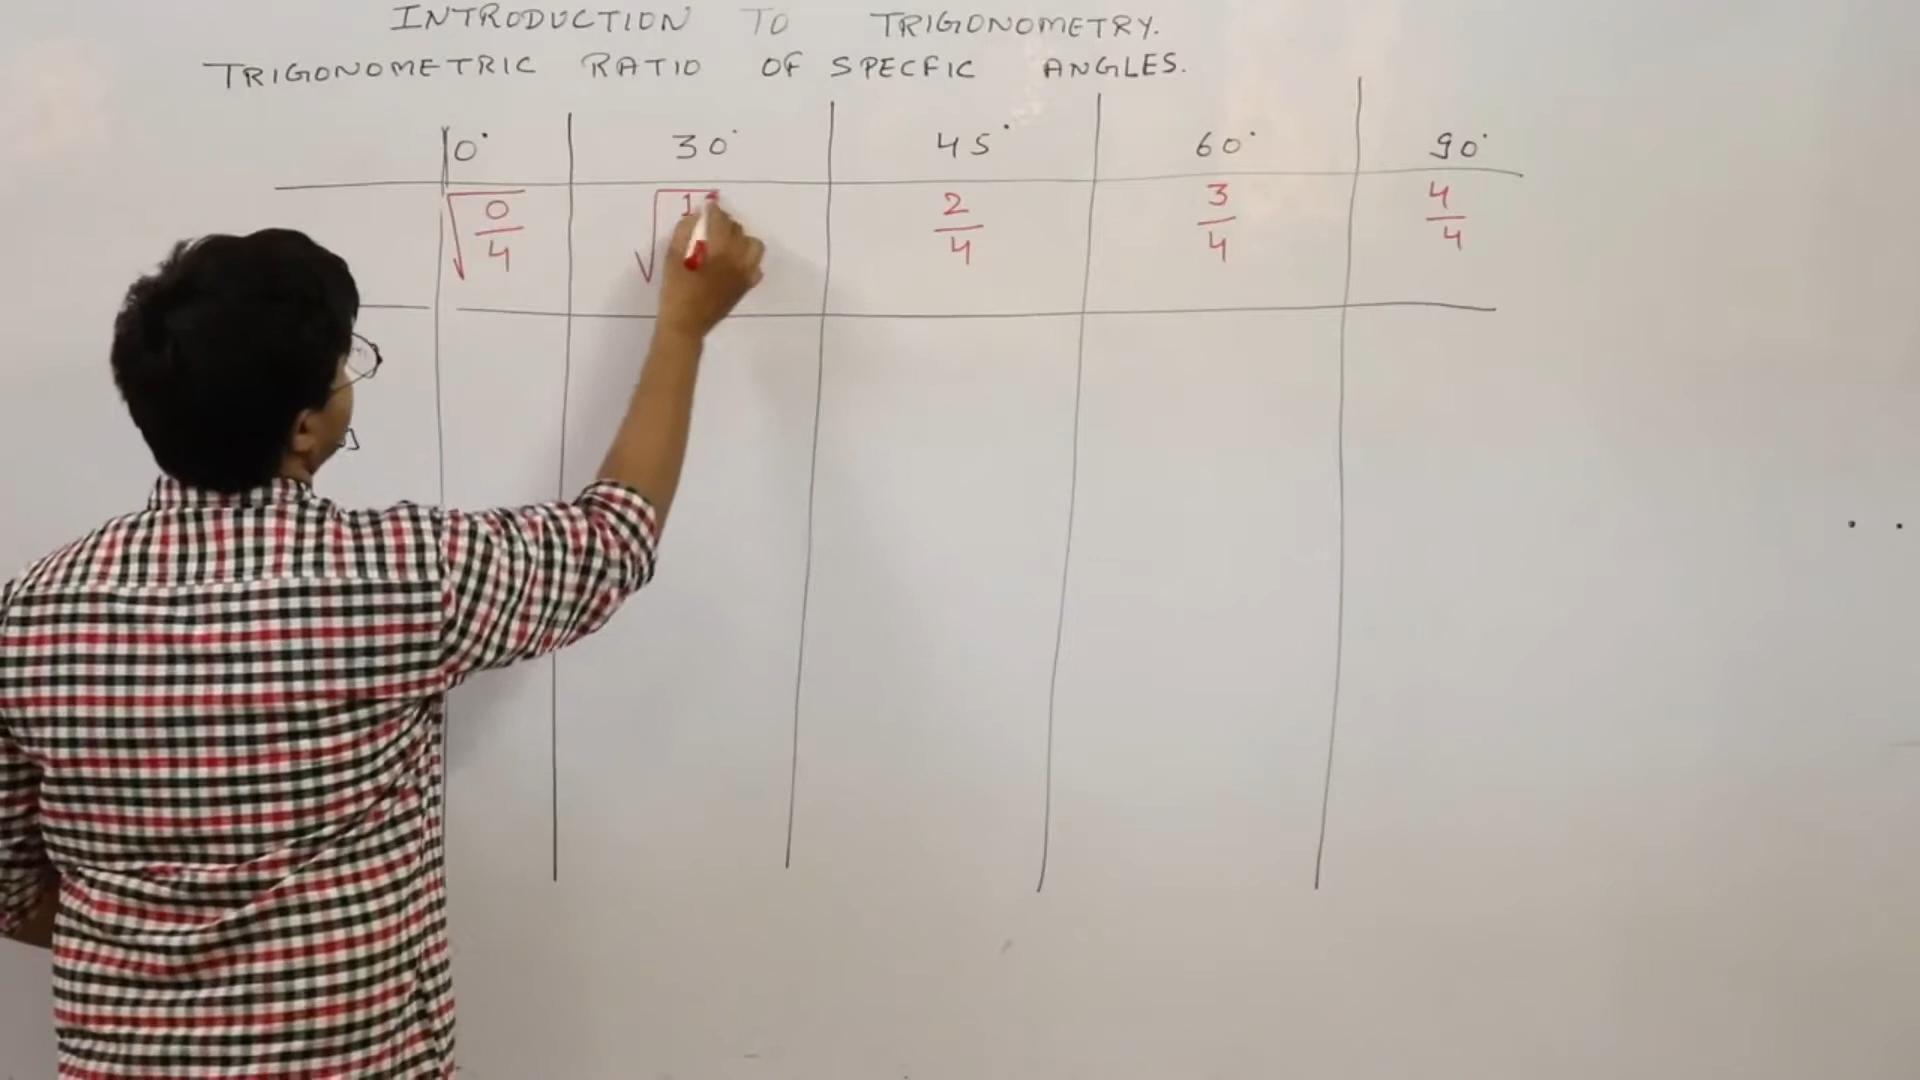 INTRODUCTION TO TRIGONOMETRY.
TRIGONOMETRIC RATIO OF SPECFIC ANGLES.
0° 30° 45° 60° 90°
√0/4 √1 2/4 3/4 4/4